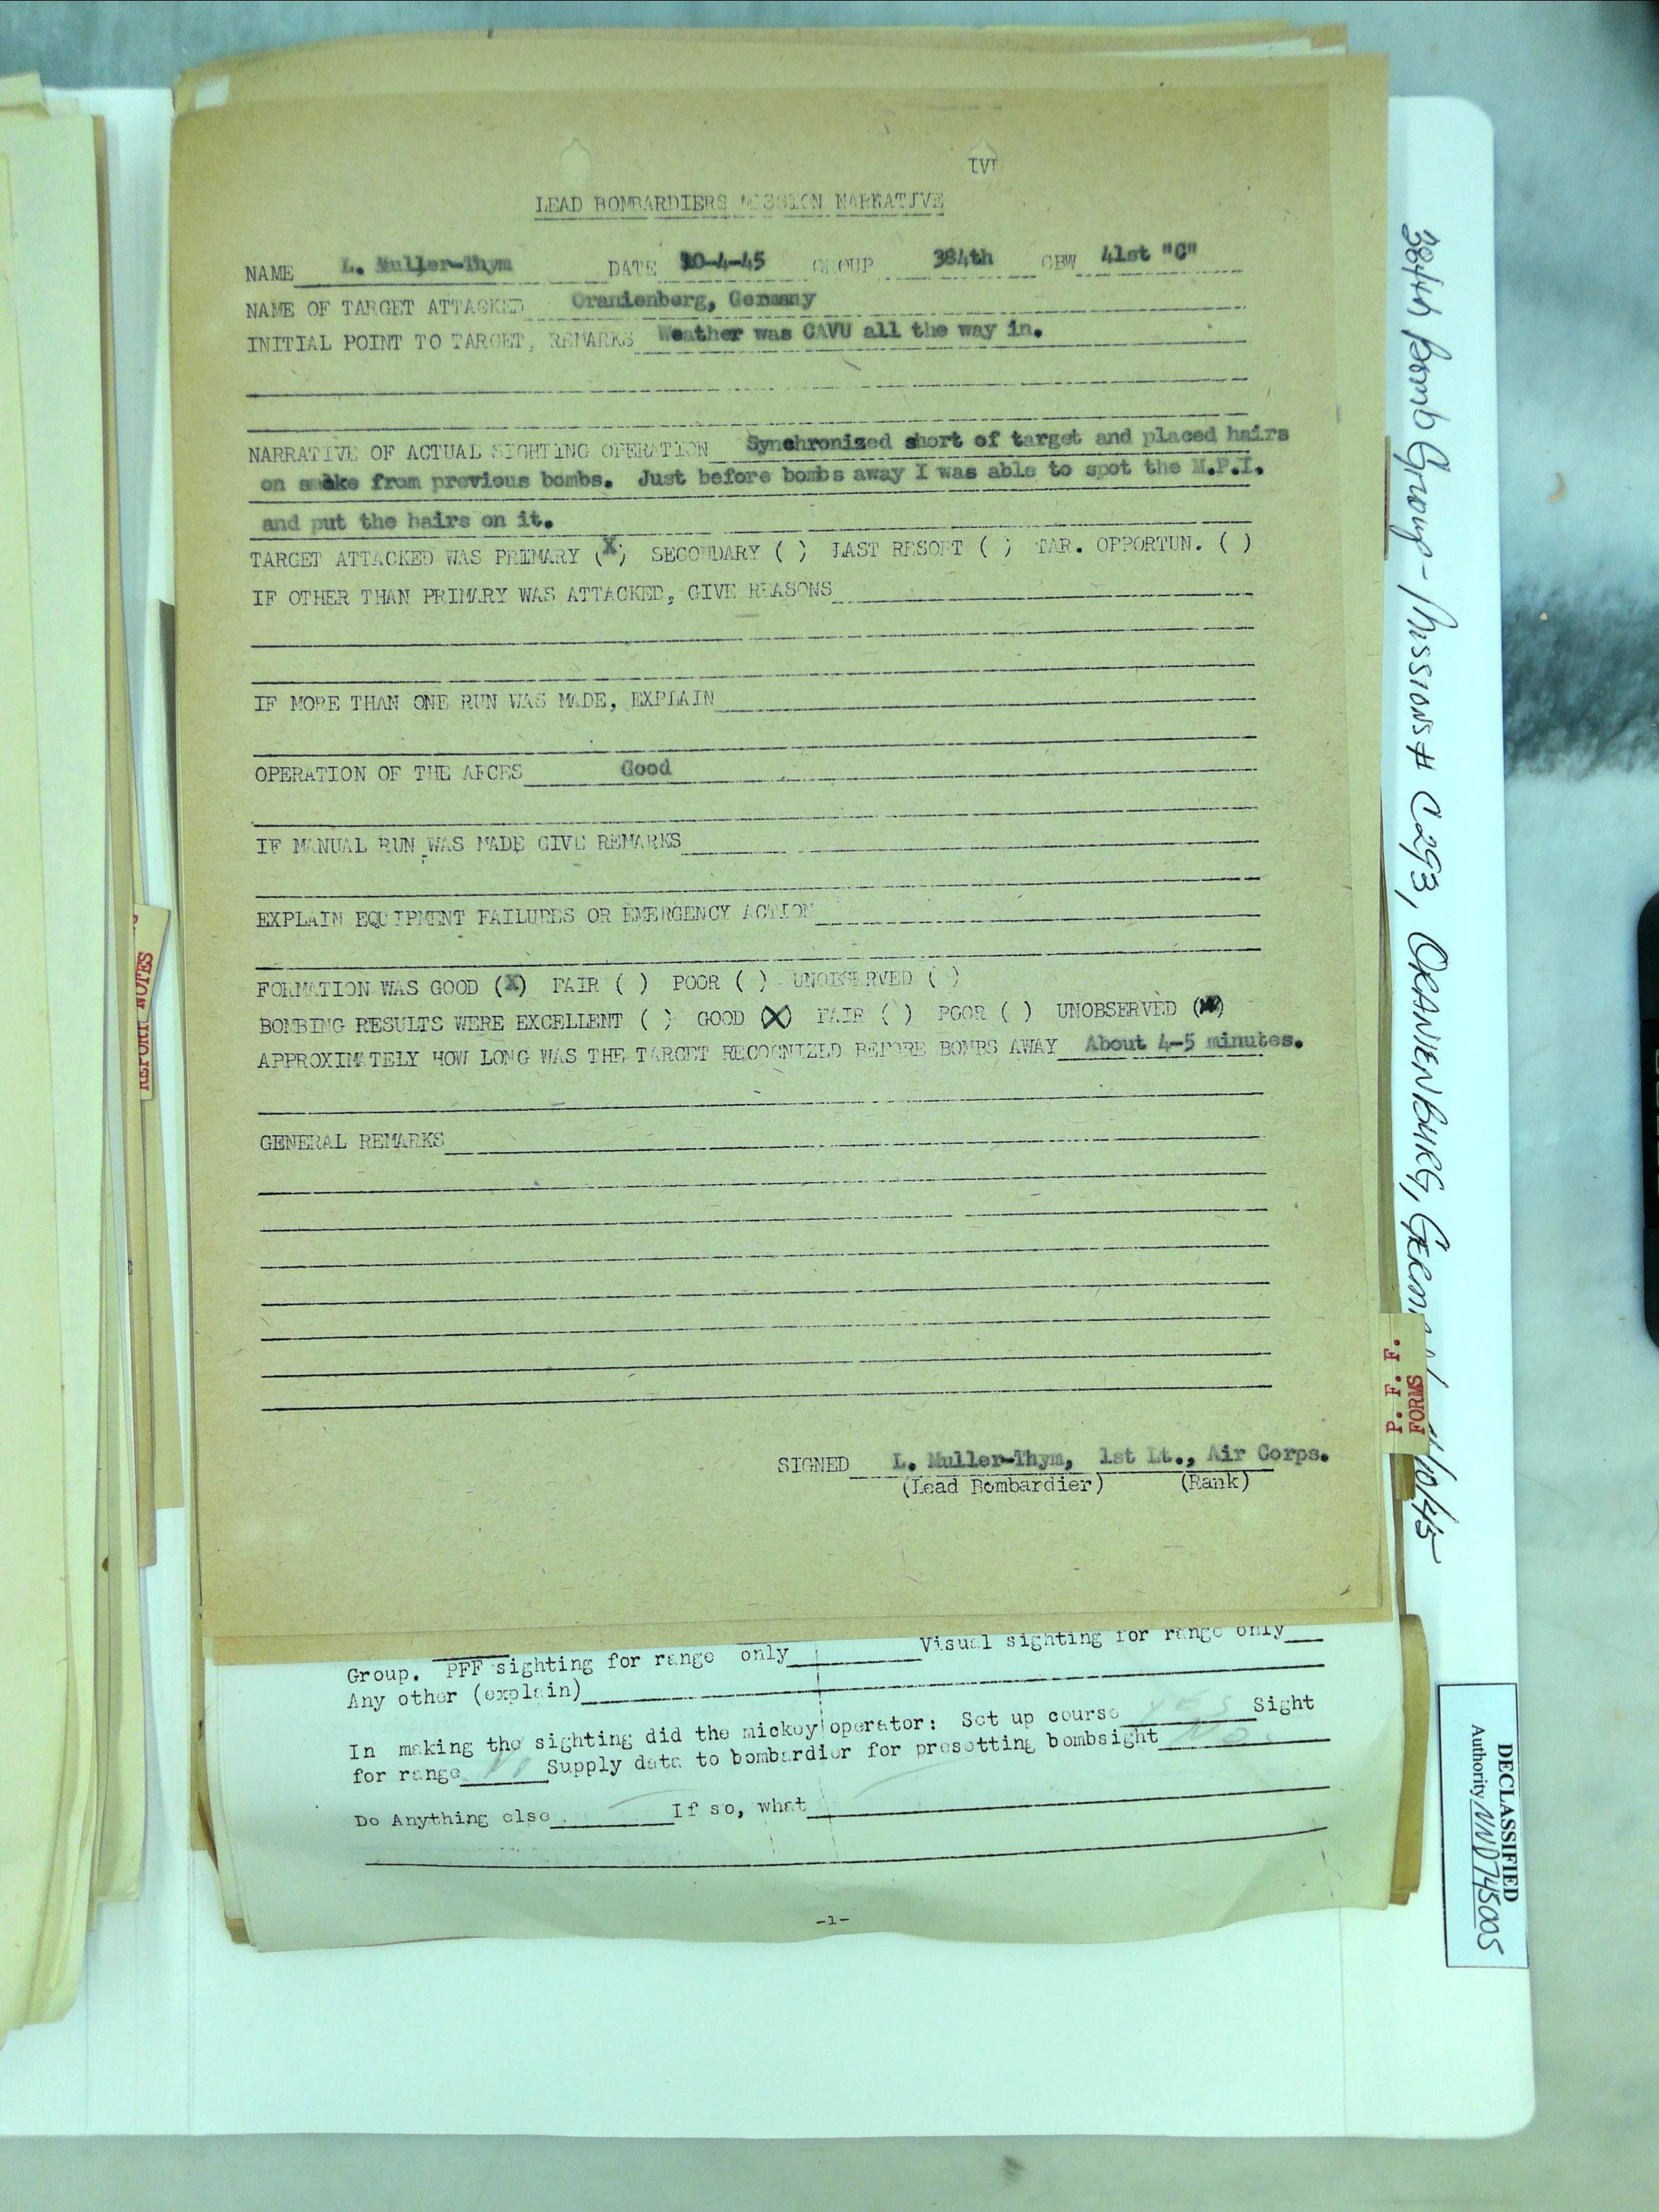 LEAD BOMBARDIERS MISSION NARRATIVE
NAME L. Muller-Thym DATE 10-4-45 GROUP 384th CBW 41st "C"
NAME OF TARGET ATTACKED Oranienberg, Germany
INITIAL POINT TO TARGET, REMARKS Weather was CAVU all the way in.
NARRATIVE OF ACTUAL SIGHTING OPERATION Synchronized short of target and placed hairs
on smoke from previous bombs. Just before bombs away I was able to spot the M.P.I.
and put the hairs on it.
TARGET ATTACKED WAS PRIMARY (X) SECONDARY ( ) LAST RESORT ( ) TAR. OPPORTUN. ( )
IF OTHER THAN PRIMARY WAS ATTACKED, GIVE REASONS
IF MORE THAN ONE RUN WAS MADE, EXPLAIN
OPERATION OF THE AFCES Good
IF MANUAL RUN WAS MADE GIVE REMARKS
EXPLAIN EQUIPMENT FAILURES OR EMERGENCY ACTION
FORMATION WAS GOOD (X) FAIR ( ) POOR ( ) UNOBSERVED ( )
BOMBING RESULTS WERE EXCELLENT ( ) GOOD (X) FAIR ( ) POOR ( ) UNOBSERVED ( )
APPROXIMATELY HOW LONG WAS THE TARGET RECOGNIZED BEFORE BOMBS AWAY About 4-5 minutes.
GENERAL REMARKS
SIGNED L. Muller-Thym, 1st Lt., Air Corps.
(Lead Bombardier) (Rank)
Group. PFF sighting for range only Visual sighting for range only
Any other (explain)
In making the sighting did the mickey operator: Set up course YES Sight
for range No Supply data to bombardier for presetting bombsight No.
Do Anything else If so, what
-1-
REPORT NOTES
P. F. F.
FORMS
384th Bomb Group - Missions # C293, ORANIENBURG, 4/10/45
DECLASSIFIED
Authority NND745005